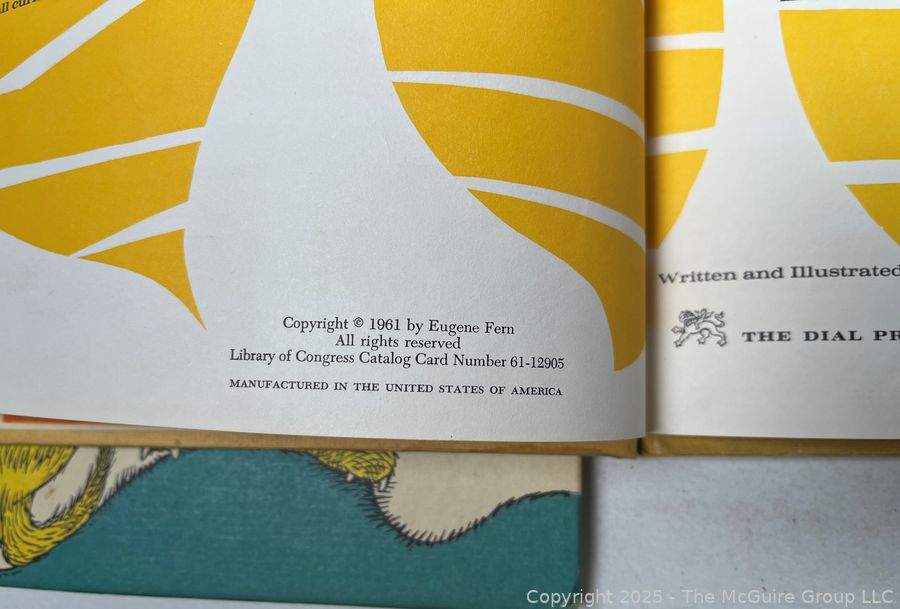 Copyright © 1961 by Eugene Fern
All rights reserved
Library of Congress Catalog Card Number 61-12905
MANUFACTURED IN THE UNITED STATES OF AMERICA
Written and Illustrated
THE DIAL
Copyright 2025 - The McGuire Group LLC